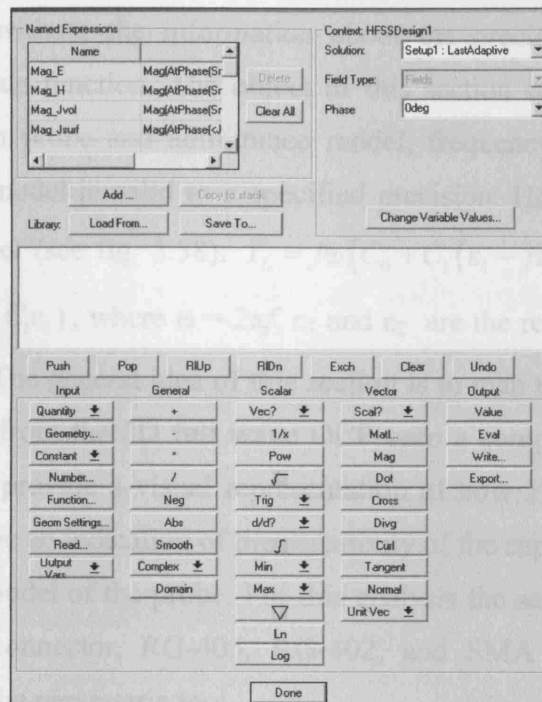 Named Expressions
Name
Mag_E Mag(AtPhase(Sr
Mag_H Mag(AtPhase(Sr
Mag_Jvol Mag(AtPhase(Sr
Mag_Jsurf Mag(AtPhase(<J
Delete
Clear All
Add... Copy to stack
Library: Load From... Save To...
Context: HFSSDesign1
Solution: Setup1 : LastAdaptive
Field Type: Fields
Phase 0deg
Change Variable Values...
Push Pop RlUp RlDn Exch Clear Undo
Input General Scalar Vector Output
Quantity + Vec? Scal? Value
Geometry... - 1/x Matl... Eval
Constant * Pow Mag Write...
Number... / √ Dot Export...
Function... Neg Trig Cross
Geom Settings... Abs d/d? Divg
Read... Smooth ∫ Curl
Output Vars Complex Min Tangent
Domain Max Normal
▽ Unit Vec
Ln
Log
Done